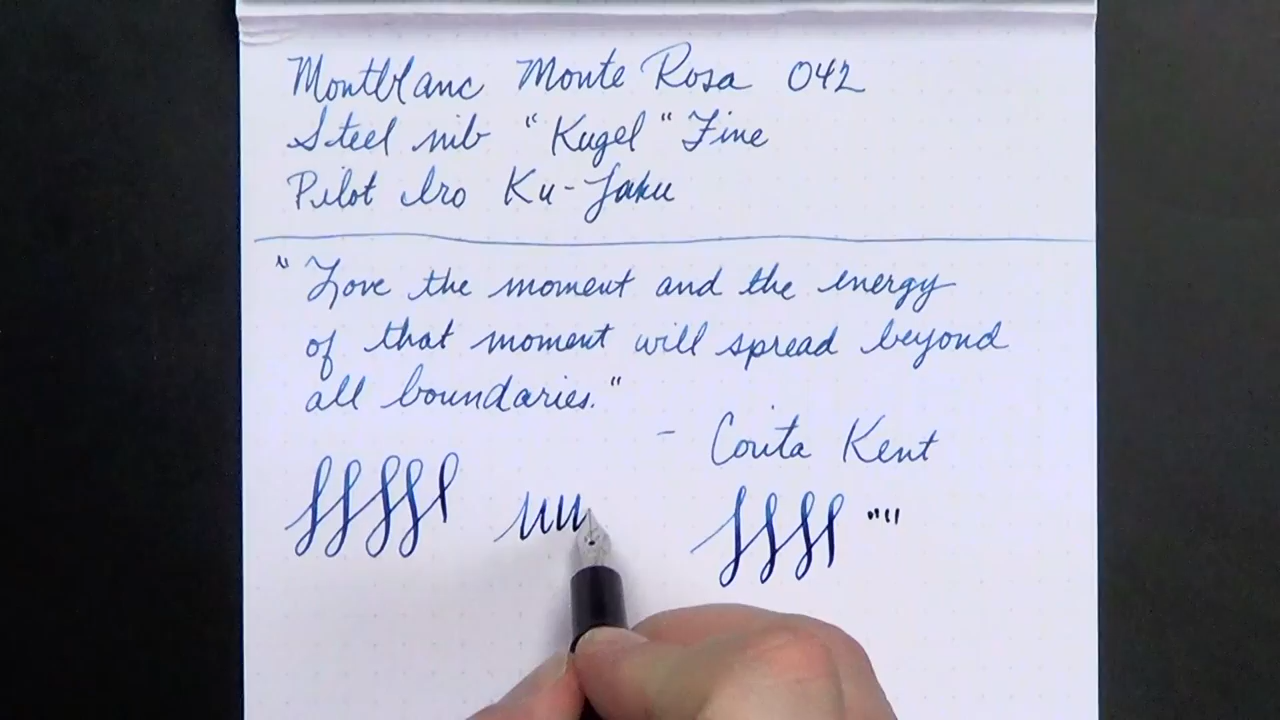 Montblanc Monte Rosa 042
Steel nib "Kugel" Fine
Pilot Iro Ku-Jaku
"Love the moment and the energy
of that moment will spread beyond
all boundaries."
- Corita Kent